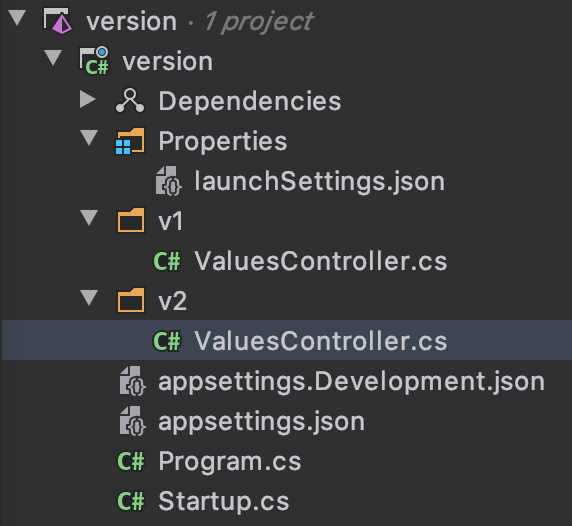 version · 1 project
C# version
Dependencies
Properties
{} launchSettings.json
v1
C# ValuesController.cs
v2
C# ValuesController.cs
{} appsettings.Development.json
{} appsettings.json
C# Program.cs
C# Startup.cs